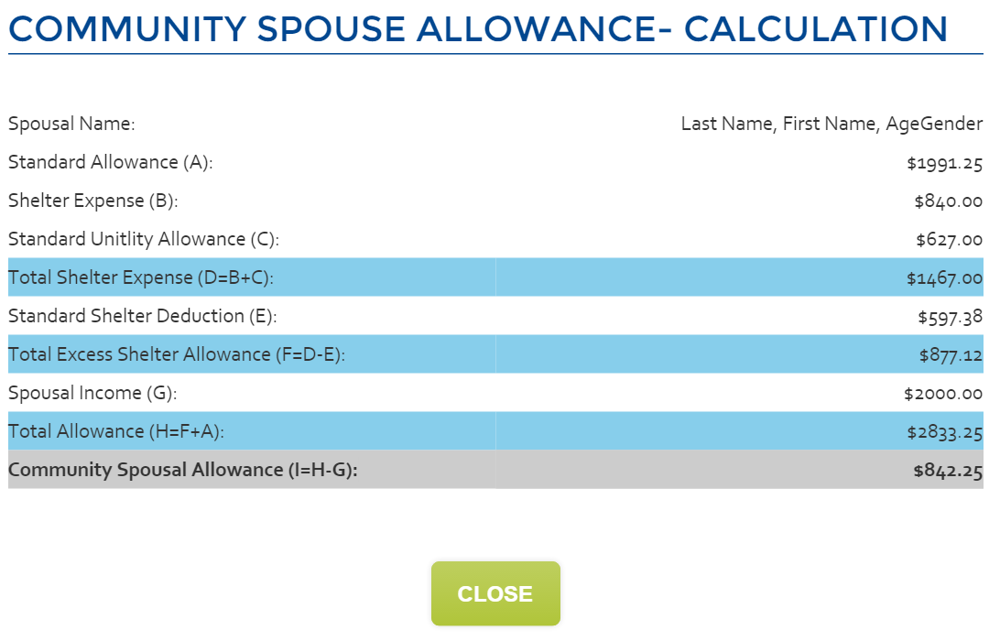 COMMUNITY SPOUSE ALLOWANCE- CALCULATION
Spousal Name: Last Name, First Name, AgeGender
Standard Allowance (A): $1991.25
Shelter Expense (B): $840.00
Standard Unitlity Allowance (C): $627.00
Total Shelter Expense (D=B+C): $1467.00
Standard Shelter Deduction (E): $597.38
Total Excess Shelter Allowance (F=D-E): $877.12
Spousal Income (G): $2000.00
Total Allowance (H=F+A): $2833.25
Community Spousal Allowance (I=H-G): $842.25
CLOSE